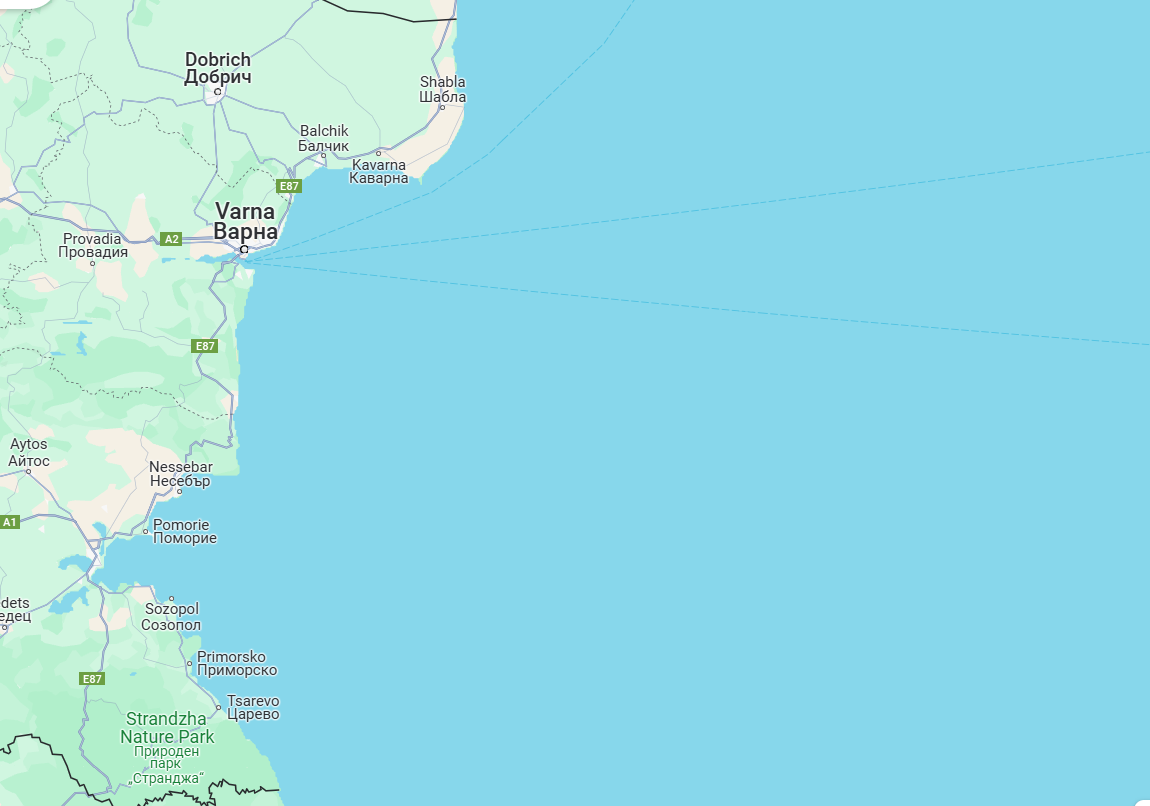 Dobrich
Добрич
Shabla
Шабла
Balchik
Балчик
Kavarna
Каварна
E87
Varna
Варна
A2
Provadia
Провадия
E87
Aytos
Айтос
Nessebar
Несебър
A1
Pomorie
Поморие
dets
едец
Sozopol
Созопол
Primorsko
Приморско
E87
Tsarevo
Царево
Strandzha
Nature Park
Природен
парк
„Странджа“